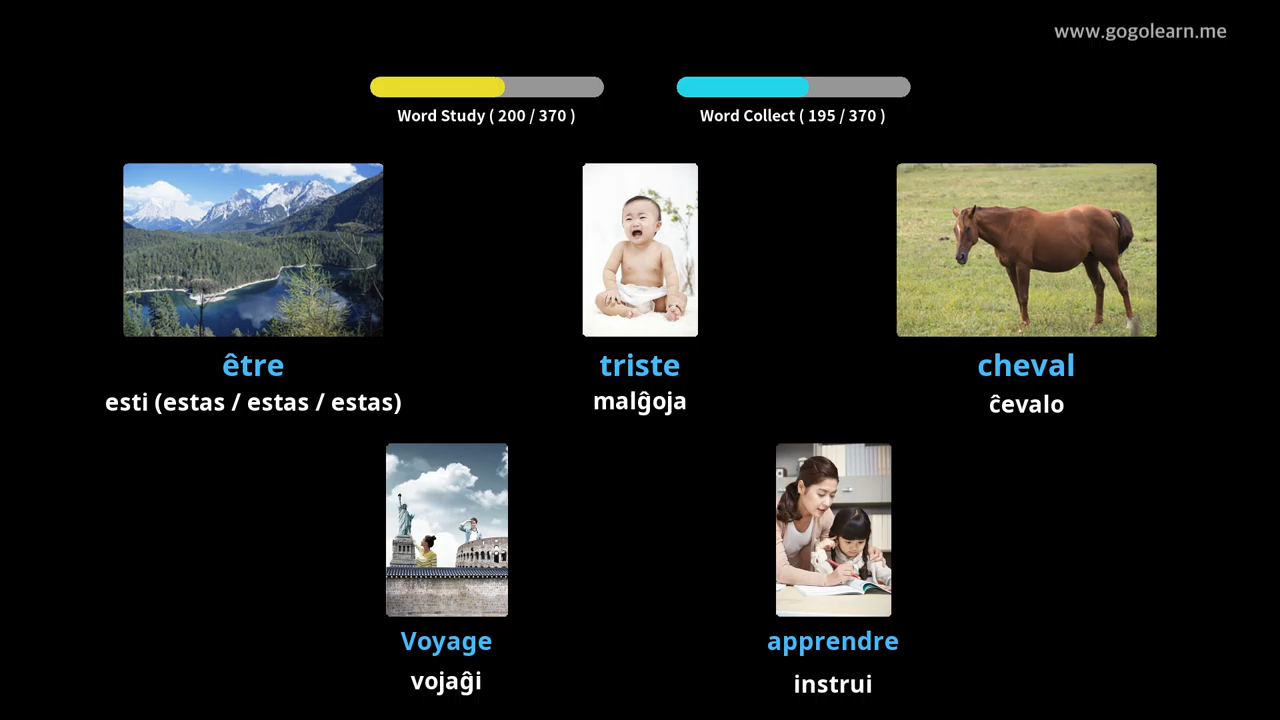 www.gogolearn.me
Word Study ( 200 / 370 )
Word Collect ( 195 / 370 )
être
triste
cheval
esti (estas / estas / estas)
malĝoja
ĉevalo
Voyage
apprendre
vojaĝi
instrui